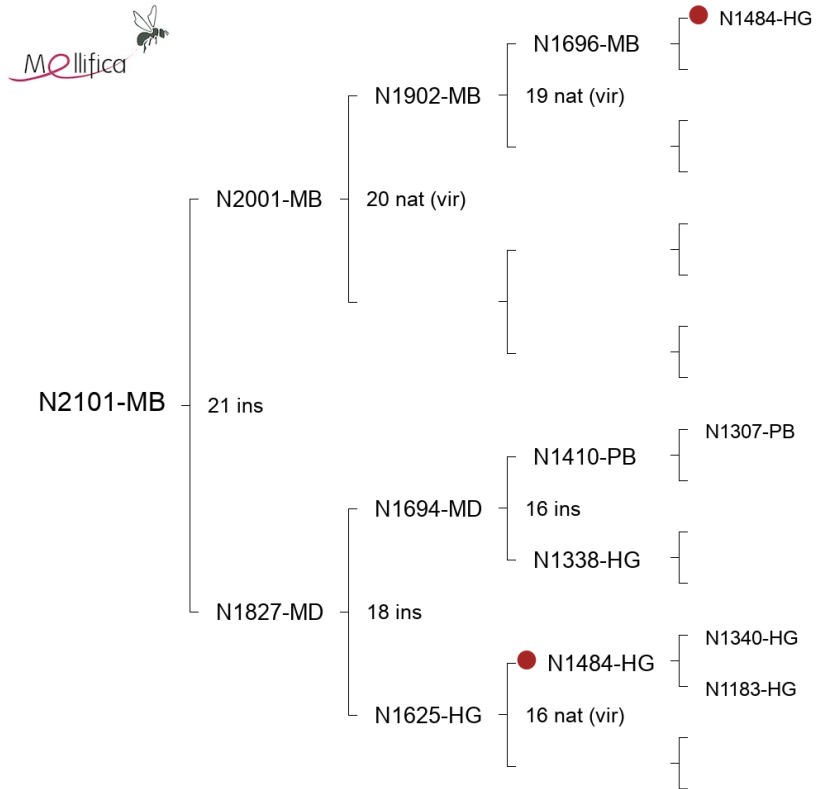 Mellifica
N1484-HG
N1696-MB
N1902-MB
19 nat (vir)
N2001-MB
20 nat (vir)
N2101-MB
21 ins
N1307-PB
N1410-PB
N1694-MD
16 ins
N1338-HG
N1827-MD
18 ins
N1340-HG
N1484-HG
N1183-HG
N1625-HG
16 nat (vir)